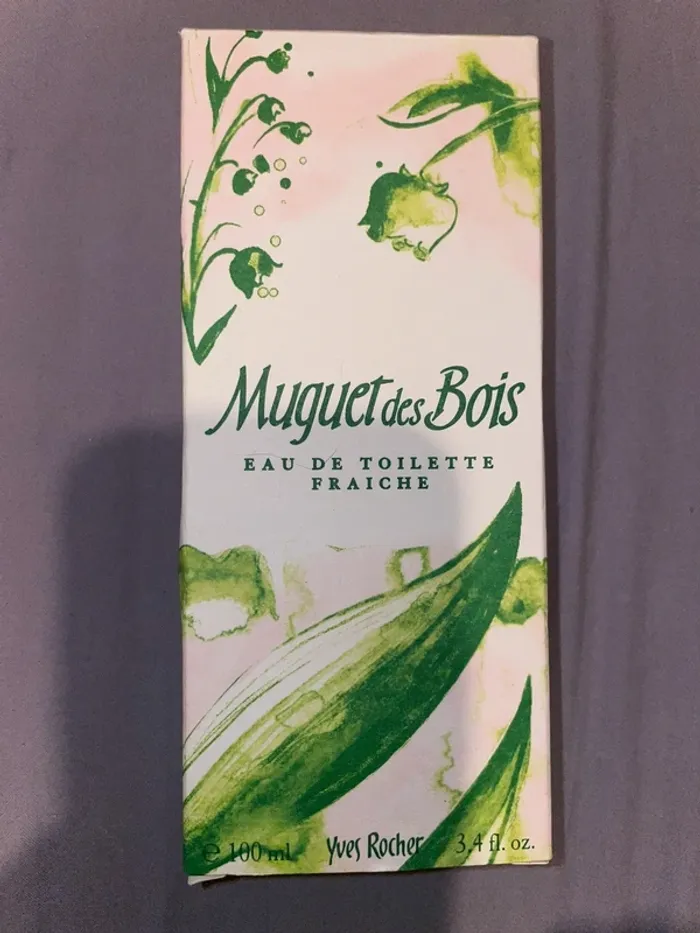 Muguet des Bois
EAU DE TOILETTE
FRAICHE
℮ 100 ml Yves Rocher 3.4 fl. oz.